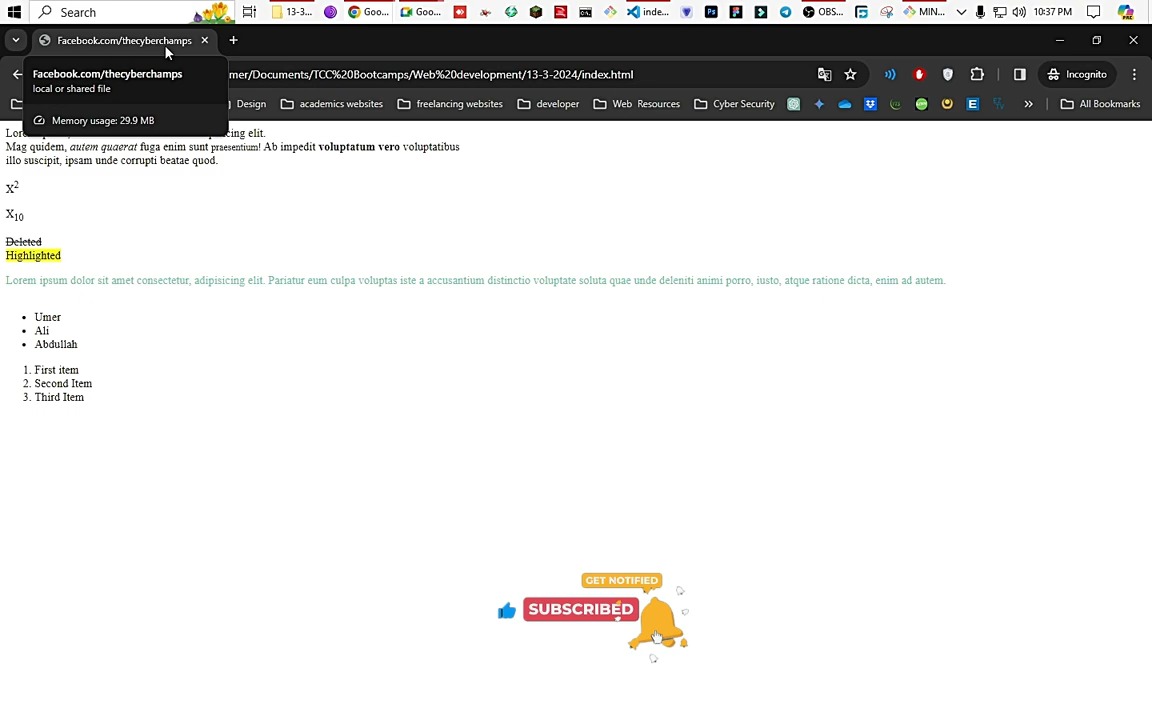 Search
13-3...
Goo...
Goo...
inde...
OBS...
MIN...
10:37 PM
Facebook.com/thecyberchamps
Facebook.com/thecyberchamps
local or shared file
Memory usage: 29.9 MB
mer/Documents/TCC%20Bootcamps/Web%20development/13-3-2024/index.html
Incognito
Design
academics websites
freelancing websites
developer
Web Resources
Cyber Security
All Bookmarks
cing elit.
Mag quidem, autem quaerat fuga enim sunt praesentium! Ab impedit voluptatum vero voluptatibus
illo suscipit, ipsam unde corrupti beatae quod.
X2
X10
Deleted
Highlighted
Lorem ipsum dolor sit amet consectetur, adipisicing elit. Pariatur eum culpa voluptas iste a accusantium distinctio voluptate soluta quae unde deleniti animi porro, iusto, atque ratione dicta, enim ad autem.
• Umer
• Ali
• Abdullah
1. First item
2. Second Item
3. Third Item
GET NOTIFIED
SUBSCRIBED